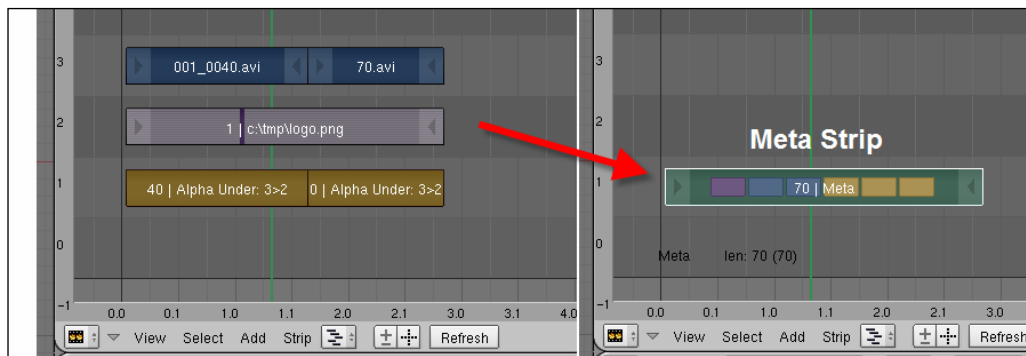 3
001_0040.avi
70.avi
2
1 | c:\tmp\logo.png
1
40 | Alpha Under: 3>2
0 | Alpha Under: 3>2
0
-1
0.0 0.1 1.0 1.1 2.0 2.1 3.0 3.1 4.0
View Select Add Strip Refresh
3
2
Meta Strip
1
70 | Meta
0
Meta len: 70 (70)
-1
0.0 0.1 1.0 1.1 2.0 2.1 3.0
View Select Add Strip Refresh